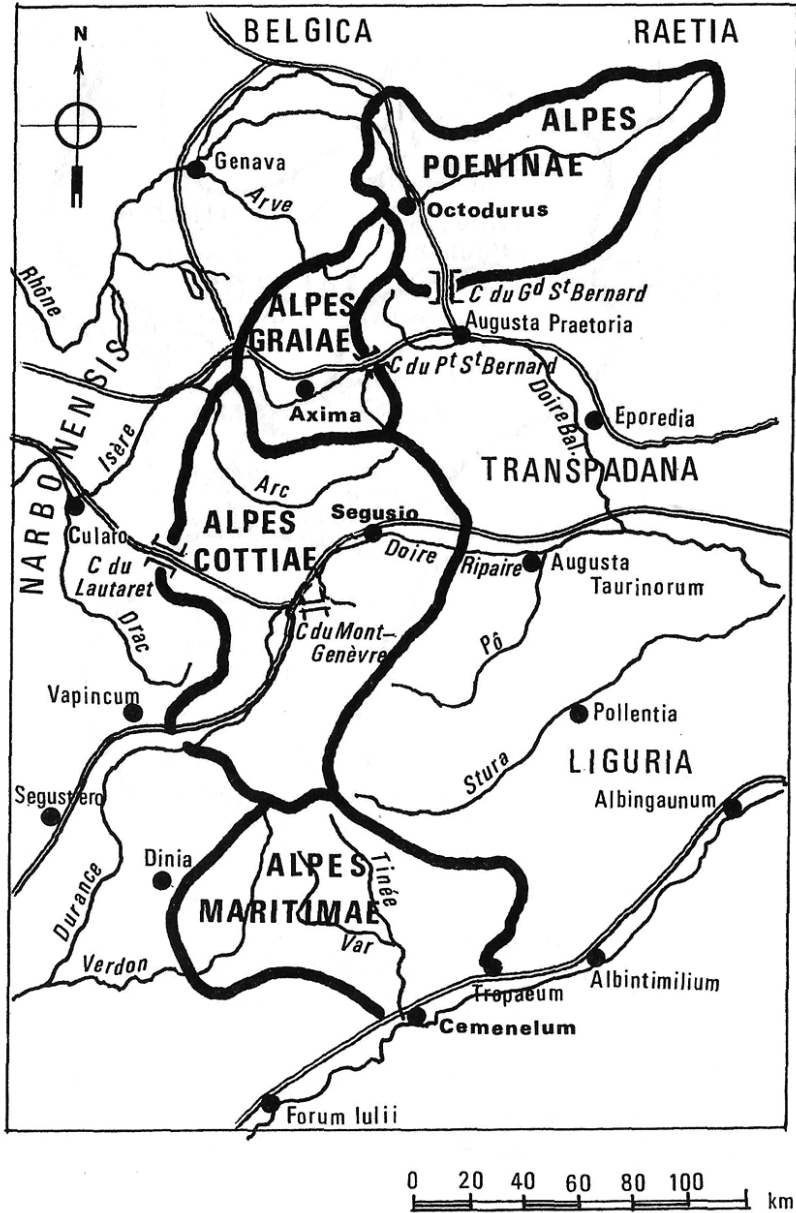 BELGICA
RAETIA
N
ALPES
POENINAE
Genava
Arve
Octodurus
Rhône
C du Gd St Bernard
ALPES
GRAIAE
Augusta Praetoria
C du Pt St Bernard
Axima
Doire Bal.
Eporedia
NARBONENSIS
Isère
TRANSPADANA
Arc
Cularo
ALPES
COTTIAE
Segusio
Doire
Ripaire
Augusta
Taurinorum
C du
Lautaret
Drac
C du Mont-
Genèvre
Pô
Vapincum
Pollentia
Stura
LIGURIA
Segustero
Albingaunum
Dinia
ALPES
MARITIMAE
Tinée
Durance
Var
Verdon
Tropaeum
Albintimilium
Cemenelum
Forum Iulii
0 20 40 60 80 100
km